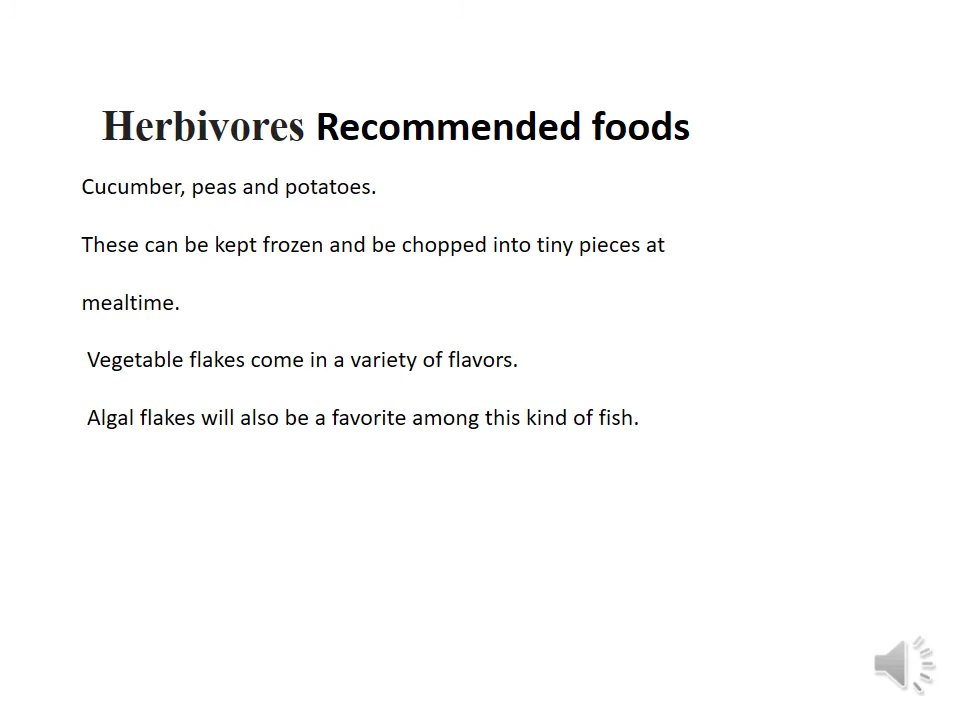 Herbivores Recommended foods
Cucumber, peas and potatoes.
These can be kept frozen and be chopped into tiny pieces at
mealtime.
Vegetable flakes come in a variety of flavors.
Algal flakes will also be a favorite among this kind of fish.